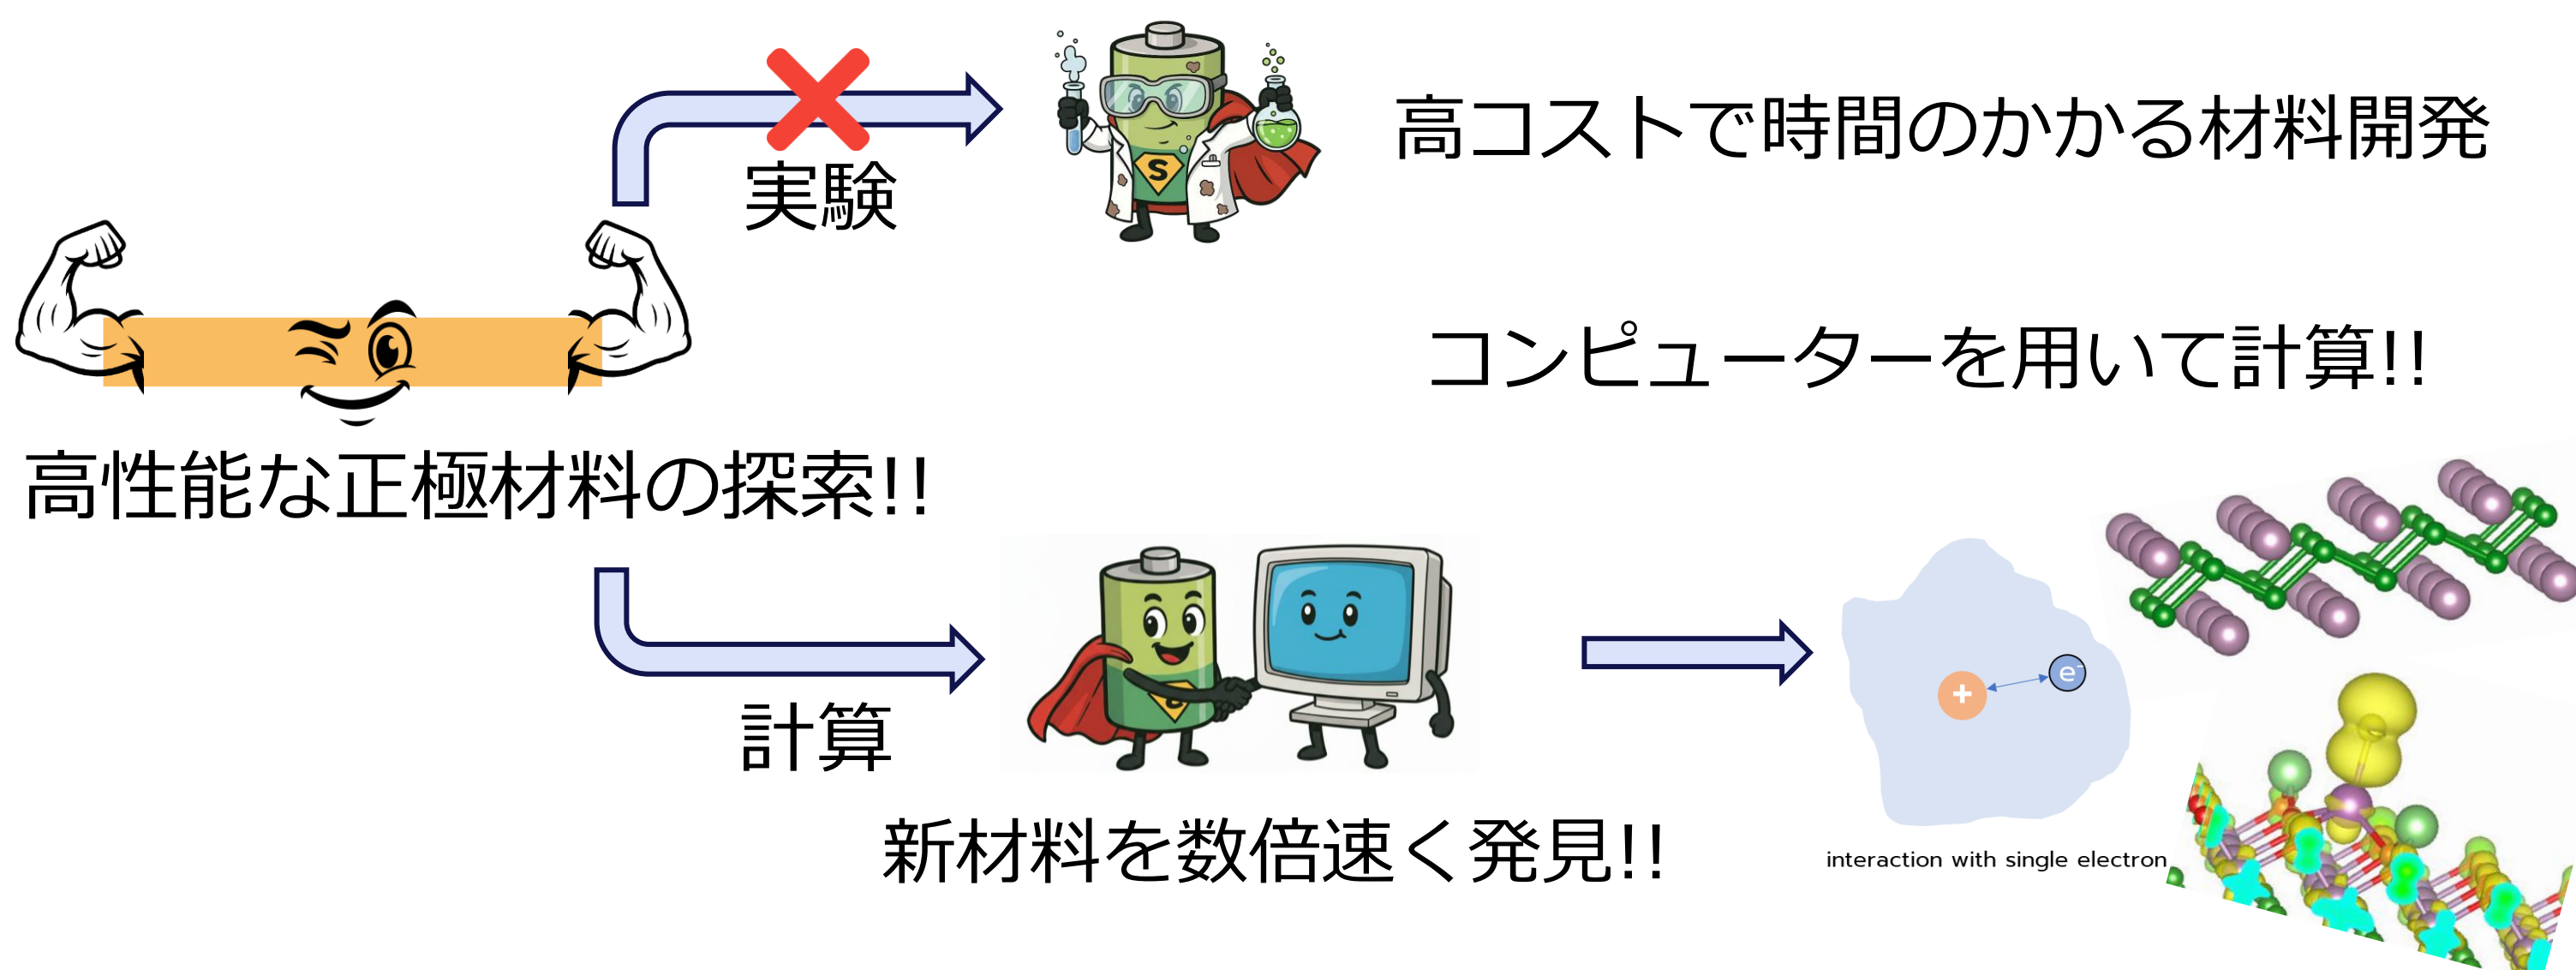 高コストで時間のかかる材料開発
実験
S
コンピューターを用いて計算!!
高性能な正極材料の探索!!
計算
+
e-
新材料を数倍速く発見!!
interaction with single electron